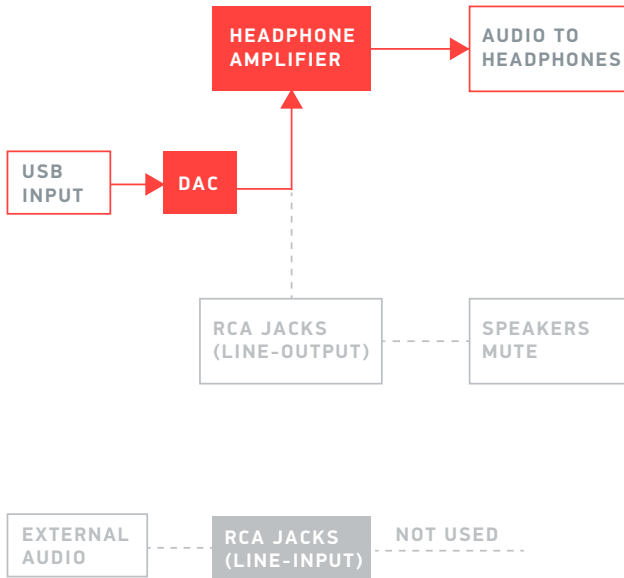 HEADPHONE
AMPLIFIER
AUDIO TO
HEADPHONES
USB
INPUT
DAC
RCA JACKS
(LINE-OUTPUT)
SPEAKERS
MUTE
EXTERNAL
AUDIO
RCA JACKS
(LINE-INPUT)
NOT USED